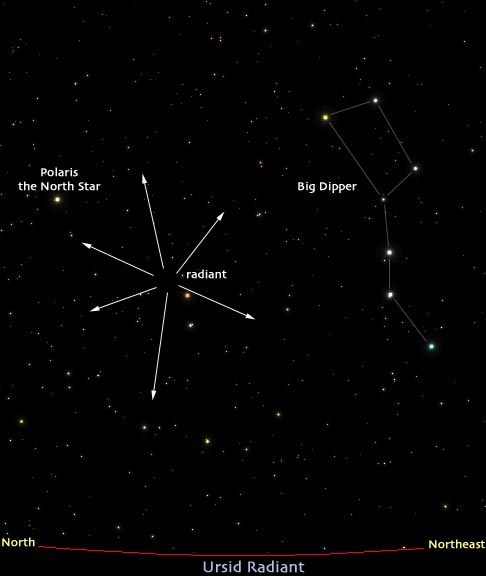 Polaris
the North Star
Big Dipper
radiant
North
Northeast
Ursid Radiant